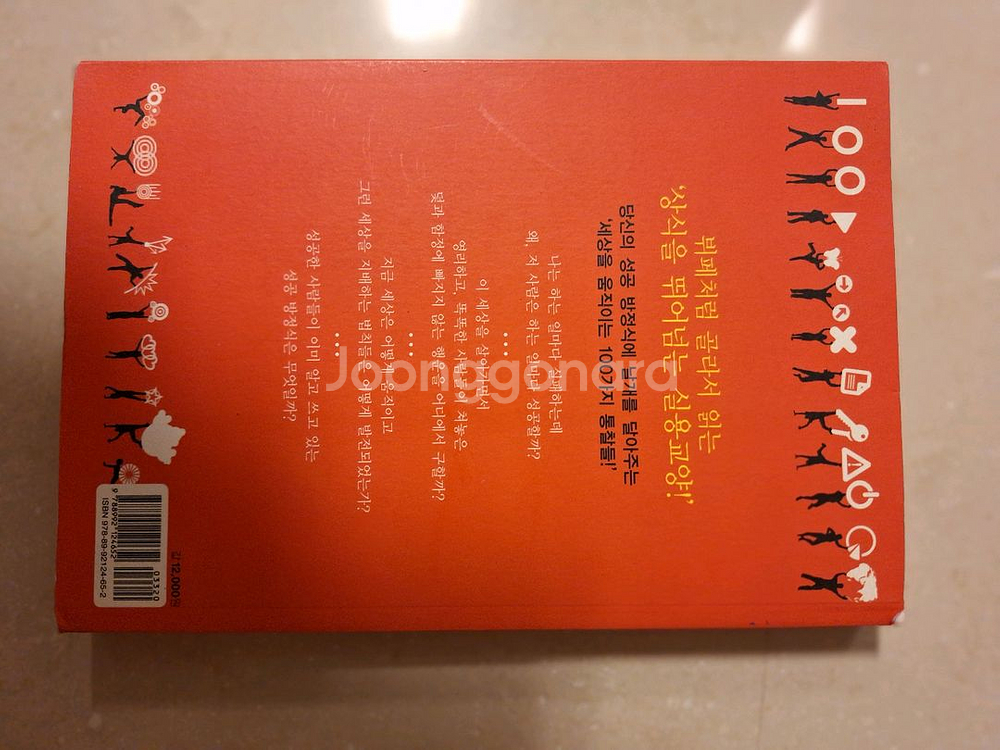 100
뷔페처럼 골라서 읽는
‘상식을 뛰어넘는 실용교양!’
당신의 성공 방정식에 날개를 달아주는
‘세상을 움직이는 100가지 통찰들!’
나는 하는 일마다 실패하는데
왜, 저 사람은 하는 일마다 성공할까?
이 세상을 살아가면서
영리하고, 똑똑한 사람들이 쳐놓은
덫과 함정에 빠지지 않는 행운은 어디에서 구할까?
지금 세상은 어떻게 움직이고
그런 세상을 지배하는 법칙들은 어떻게 발전되었는가?
성공한 사람들이 이미 알고 쓰고 있는
성공 방정식은 무엇일까?
값 12,000원
03320
9 788992 124652
ISBN 978-89-92124-65-2
Joonggonara